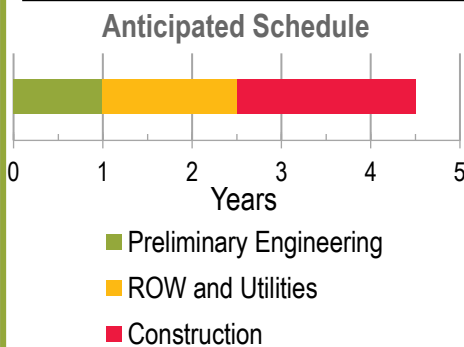 Anticipated Schedule
0 1 2 3 4 5
Years
Preliminary Engineering
ROW and Utilities
Construction